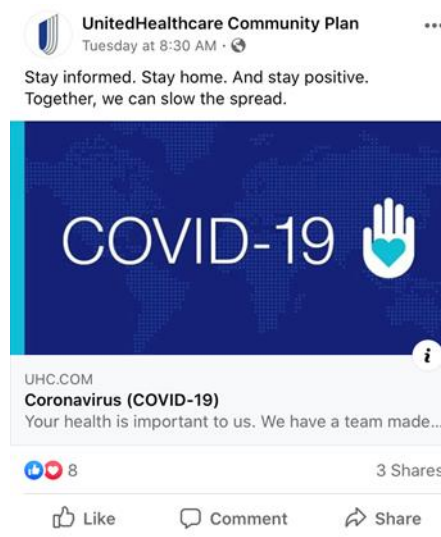 UnitedHealthcare Community Plan
Tuesday at 8:30 AM ·
Stay informed. Stay home. And stay positive.
Together, we can slow the spread.
COVID-19
i
UHC.COM
Coronavirus (COVID-19)
Your health is important to us. We have a team made...
8
3 Shares
Like
Comment
Share